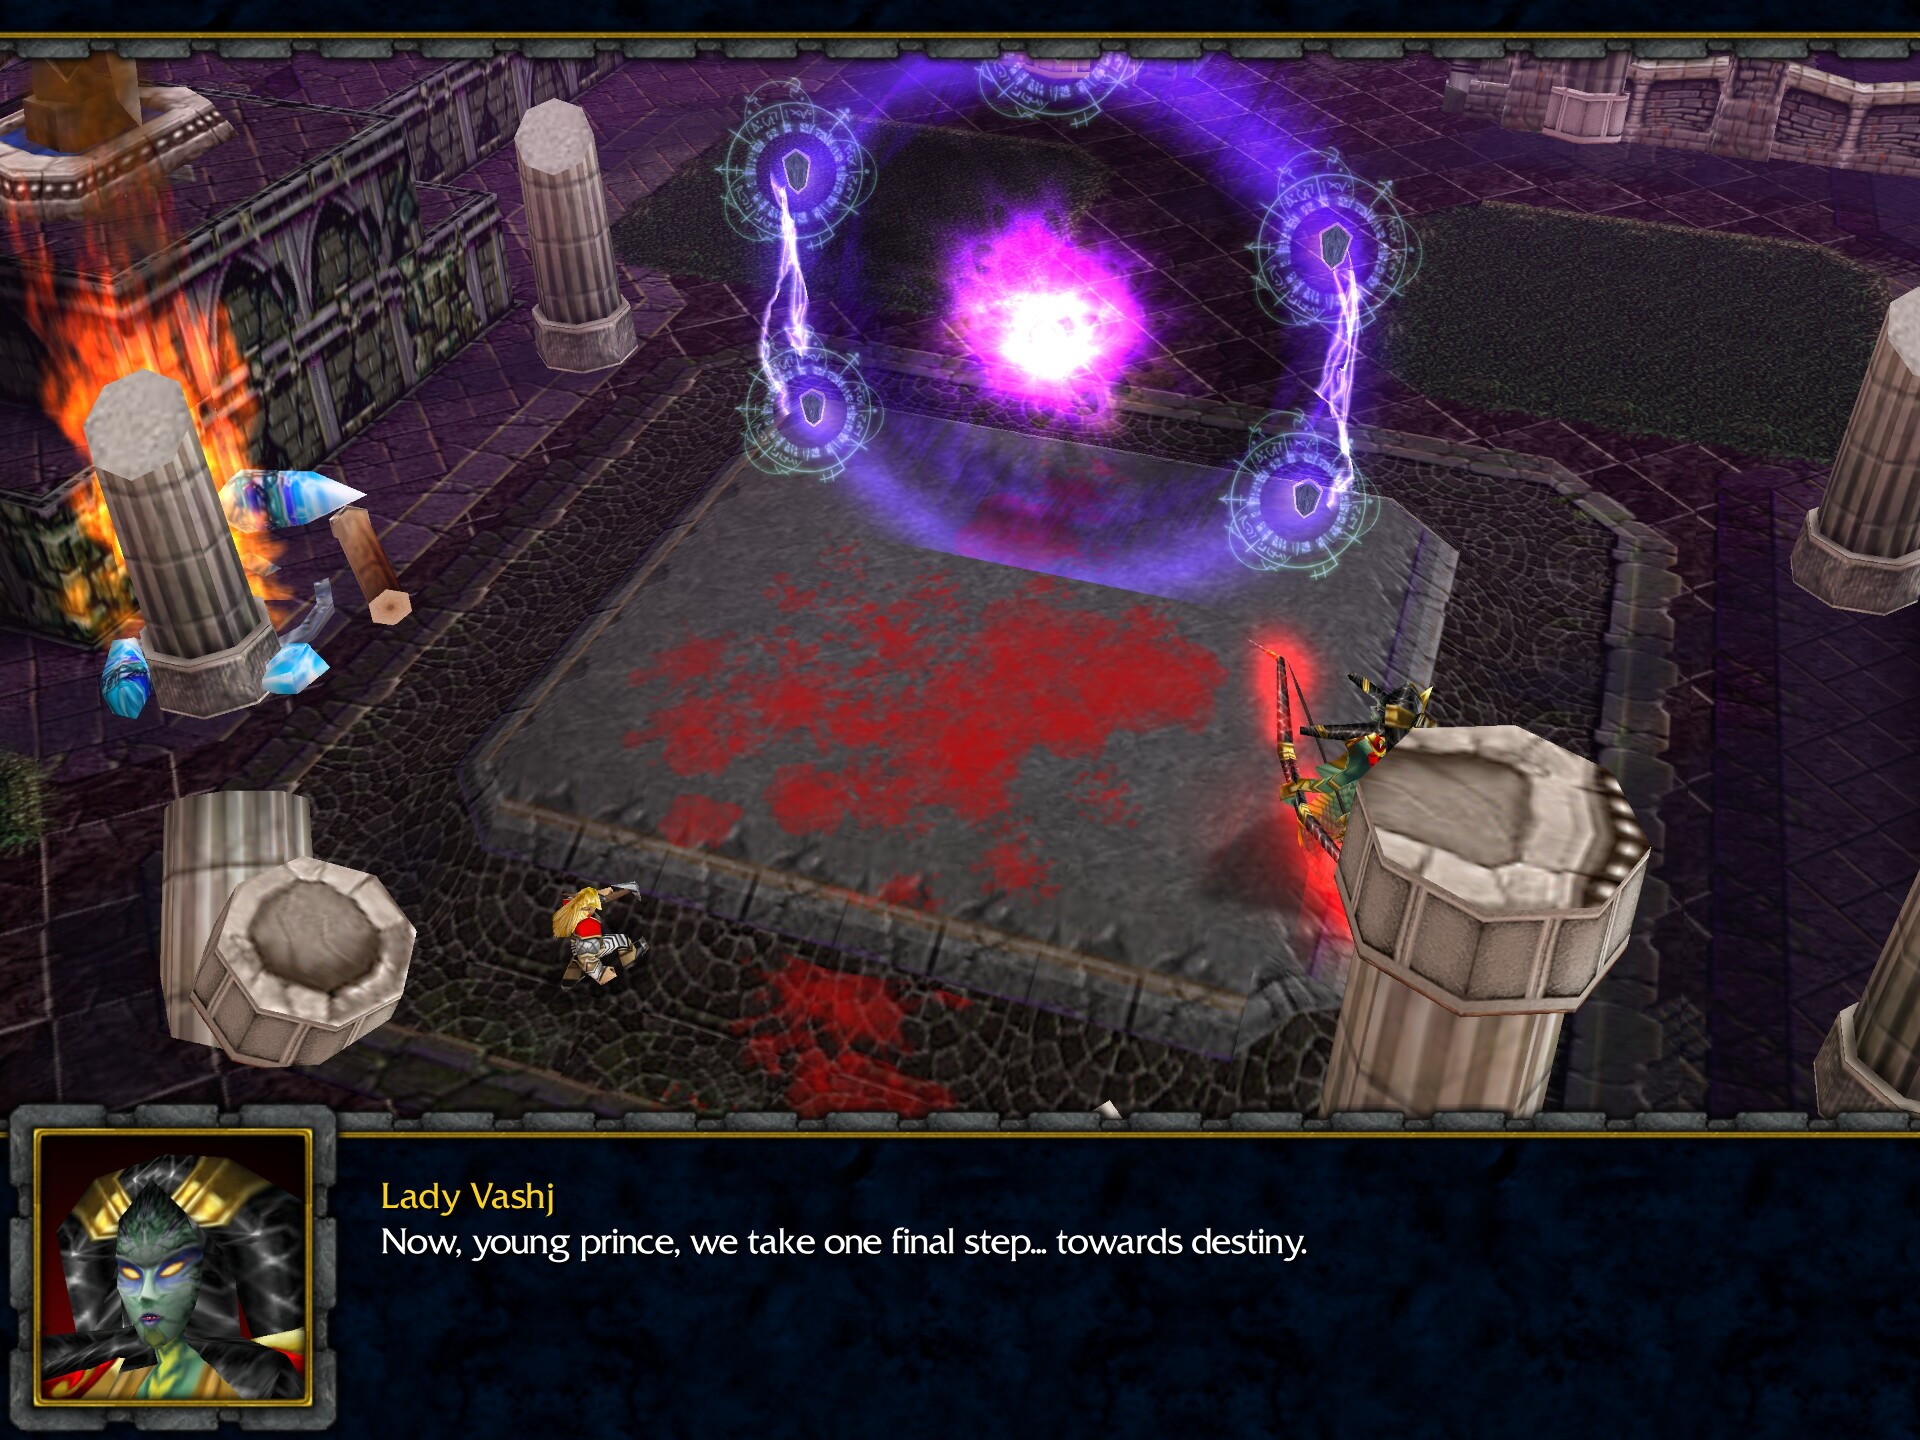 Lady Vashj
Now, young prince, we take one final step... towards destiny.